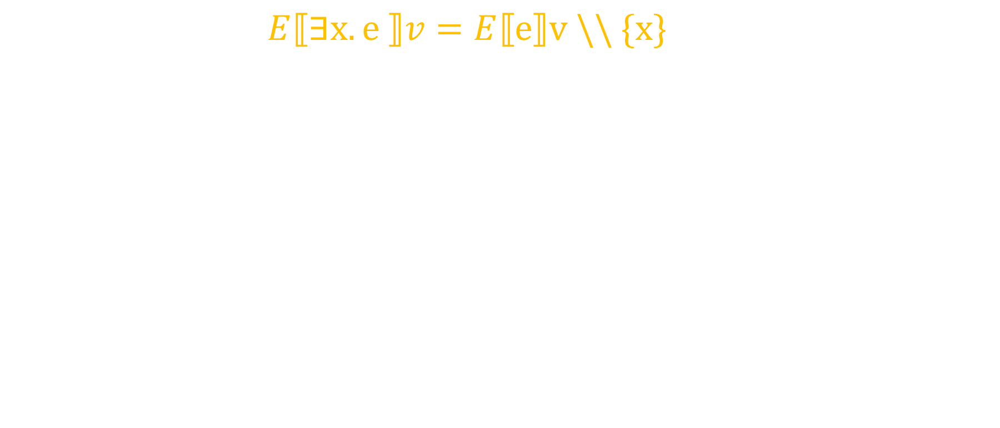 E⟦∃x. e ⟧v = E⟦e⟧v \\ {x}